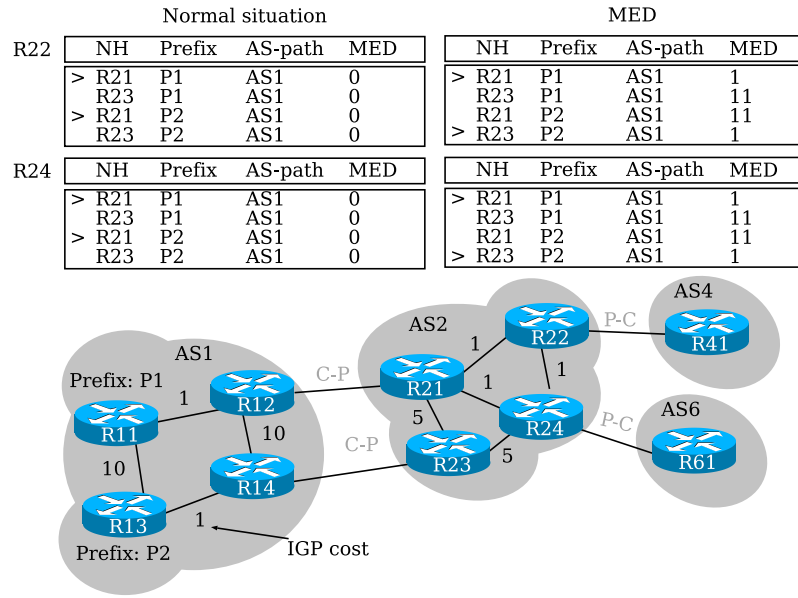 Normal situation
MED
R22
NH Prefix AS-path MED
> R21 P1 AS1 0
R23 P1 AS1 0
> R21 P2 AS1 0
R23 P2 AS1 0
NH Prefix AS-path MED
> R21 P1 AS1 1
R23 P1 AS1 11
R21 P2 AS1 11
> R23 P2 AS1 1
R24
NH Prefix AS-path MED
> R21 P1 AS1 0
R23 P1 AS1 0
> R21 P2 AS1 0
R23 P2 AS1 0
NH Prefix AS-path MED
> R21 P1 AS1 1
R23 P1 AS1 11
R21 P2 AS1 11
> R23 P2 AS1 1
AS4
AS2
P-C
R22
R41
AS1
1
C-P
Prefix: P1
1
R21
1
1
R12
5
R24
P-C
AS6
R11
10
C-P
10
R23
5
R61
R14
R13
1
Prefix: P2
IGP cost